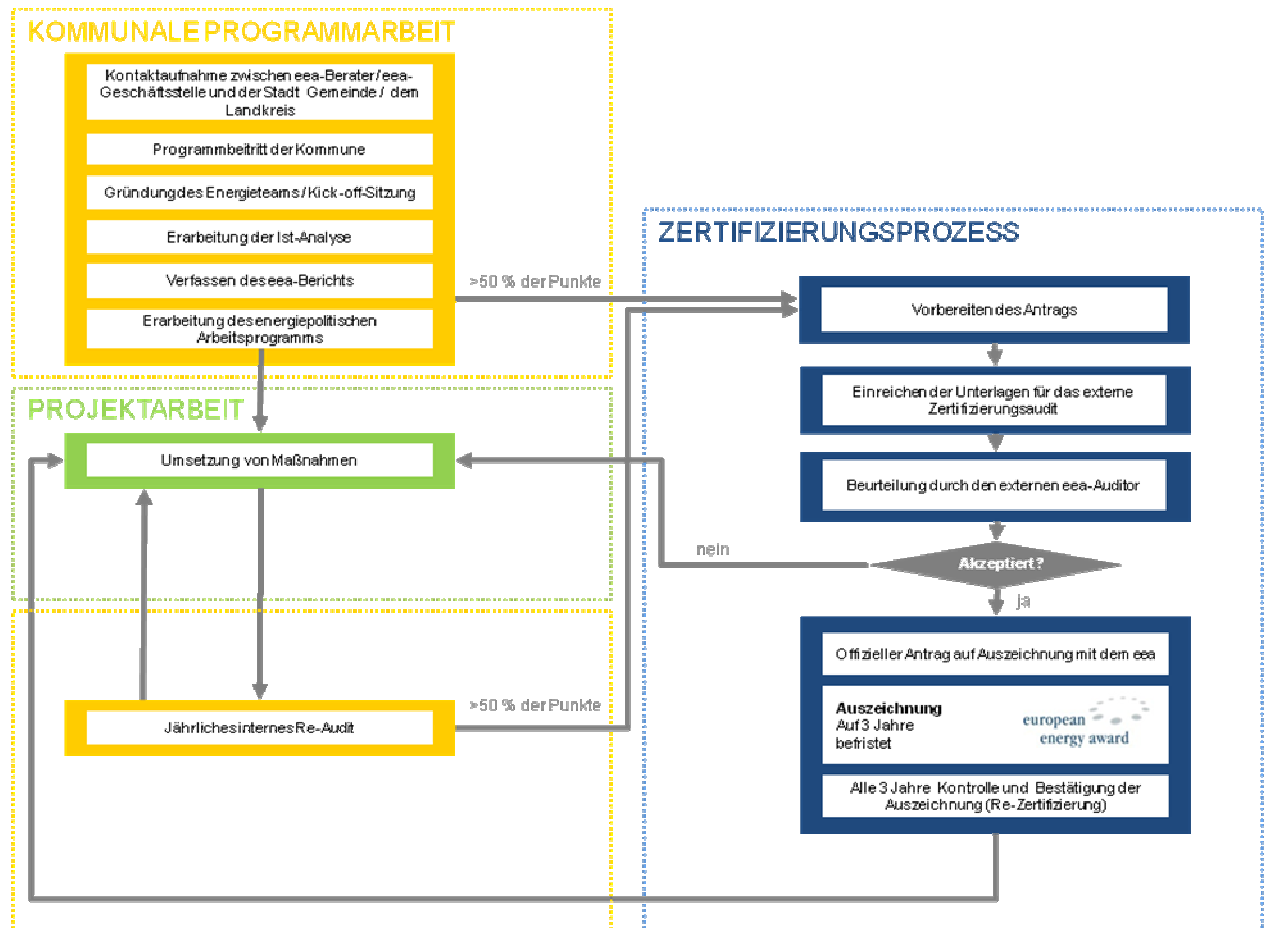 KOMMUNALE PROGRAMMARBEIT
Kontaktaufnahme zwischen eea-Berater/eea-
Geschäftsstelle und der Stadt Gemeinde / dem
Landkreis
Programmbeitritt der Kommune
Gründung des Energieteams / Kick-off-Sitzung
Erarbeitung der Ist-Analyse
Verfassen des eea-Berichts
Erarbeitung des energiepolitischen
Arbeitsprogramms
>50 % der Punkte
PROJEKTARBEIT
Umsetzung von Maßnahmen
Jährliches internes Re-Audit
>50 % der Punkte
ZERTIFIZIERUNGSPROZESS
Vorbereiten des Antrags
Einreichen der Unterlagen für das externe
Zertifizierungsaudit
Beurteilung durch den externen eea-Auditor
Akzeptiert?
nein
ja
Offizieller Antrag auf Auszeichnung mit dem eea
Auszeichnung
Auf 3 Jahre
befristet
european
energy award
Alle 3 Jahre Kontrolle und Bestätigung der
Auszeichnung (Re-Zertifizierung)